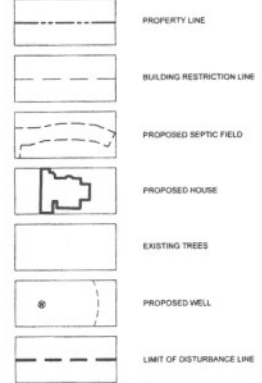 PROPERTY LINE
BUILDING RESTRICTION LINE
PROPOSED SEPTIC FIELD
PROPOSED HOUSE
EXISTING TREES
PROPOSED WELL
LIMIT OF DISTURBANCE LINE